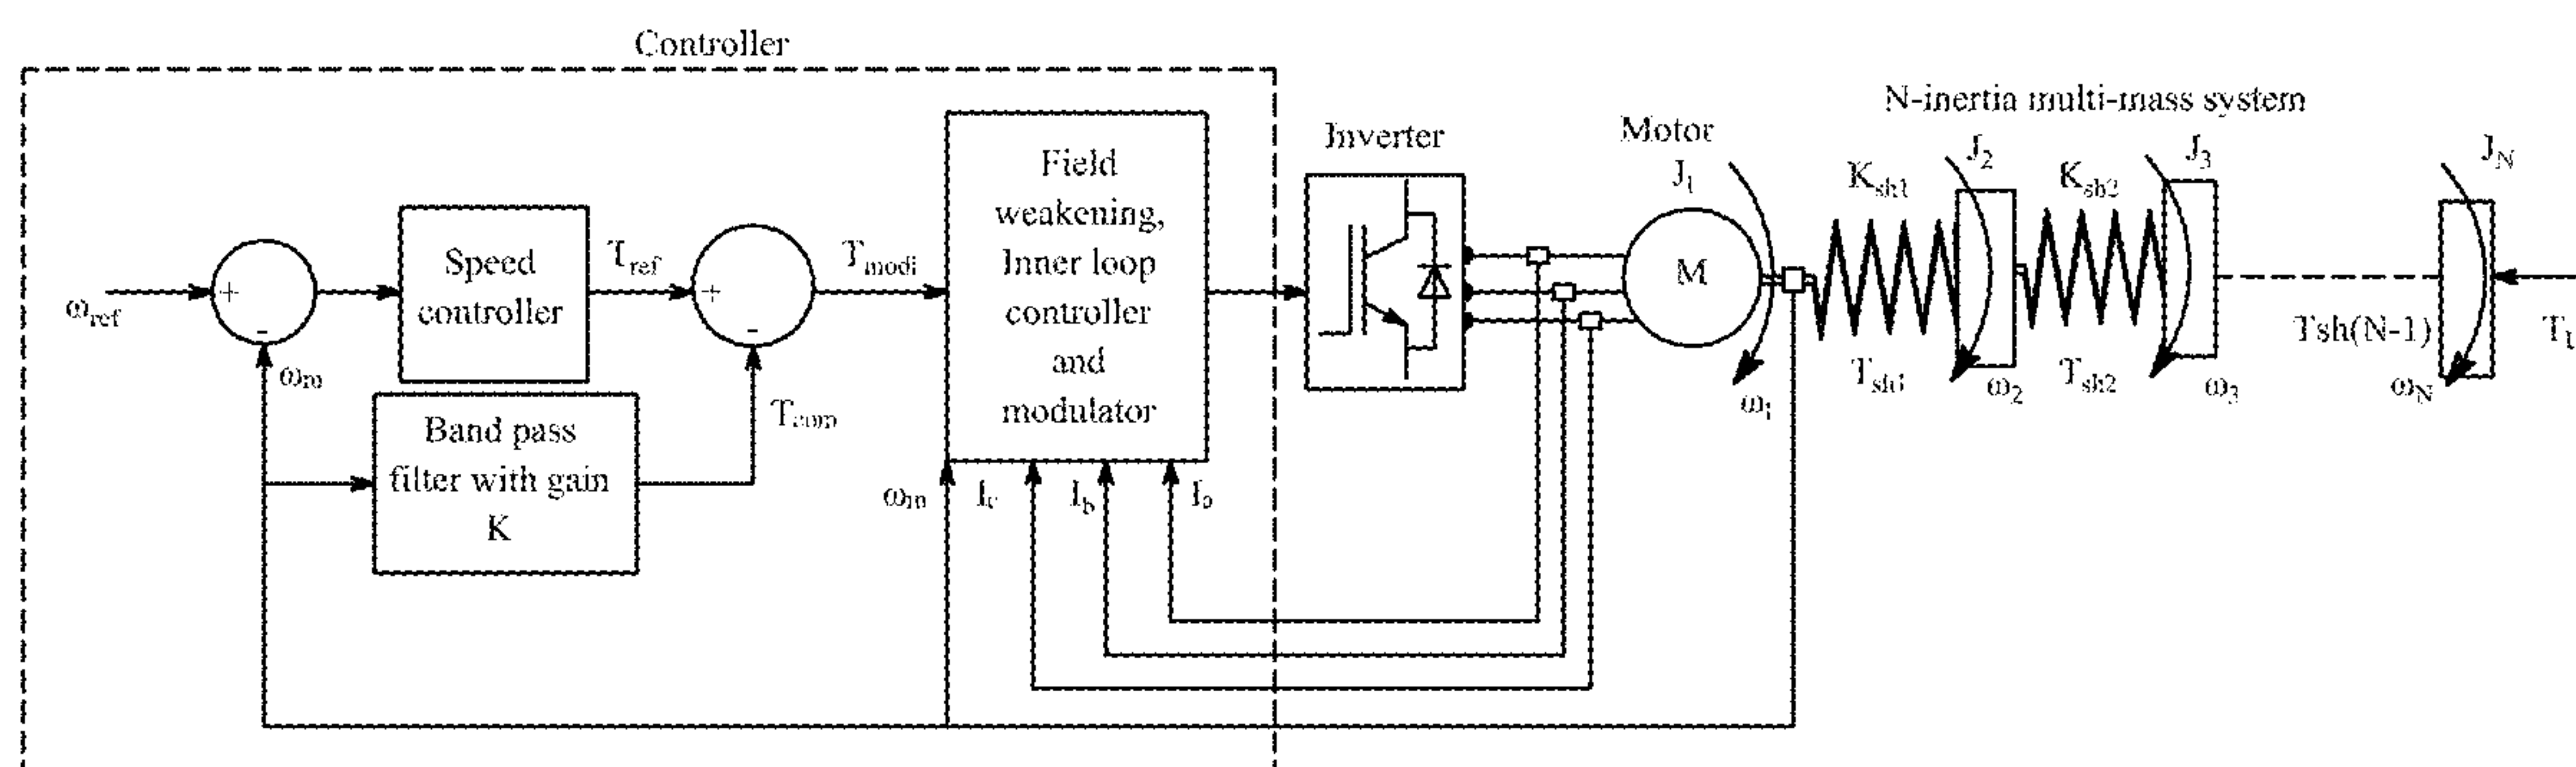 Controller
N-inertia multi-mass system
Inverter
Motor
J1
J2
J3
JN
Ksh1
Ksh2
Field
weakening,
Inner loop
controller
and
modulator
Speed
controller
Tref
Tmodi
ωref
+
-
+
-
M
Tsh1
ω2
Tsh2
ω3
Tsh(N-1)
ωN
TL
ωm
ω1
Tcom
Band pass
filter with gain
K
ωm
Ic
Ib
Ia